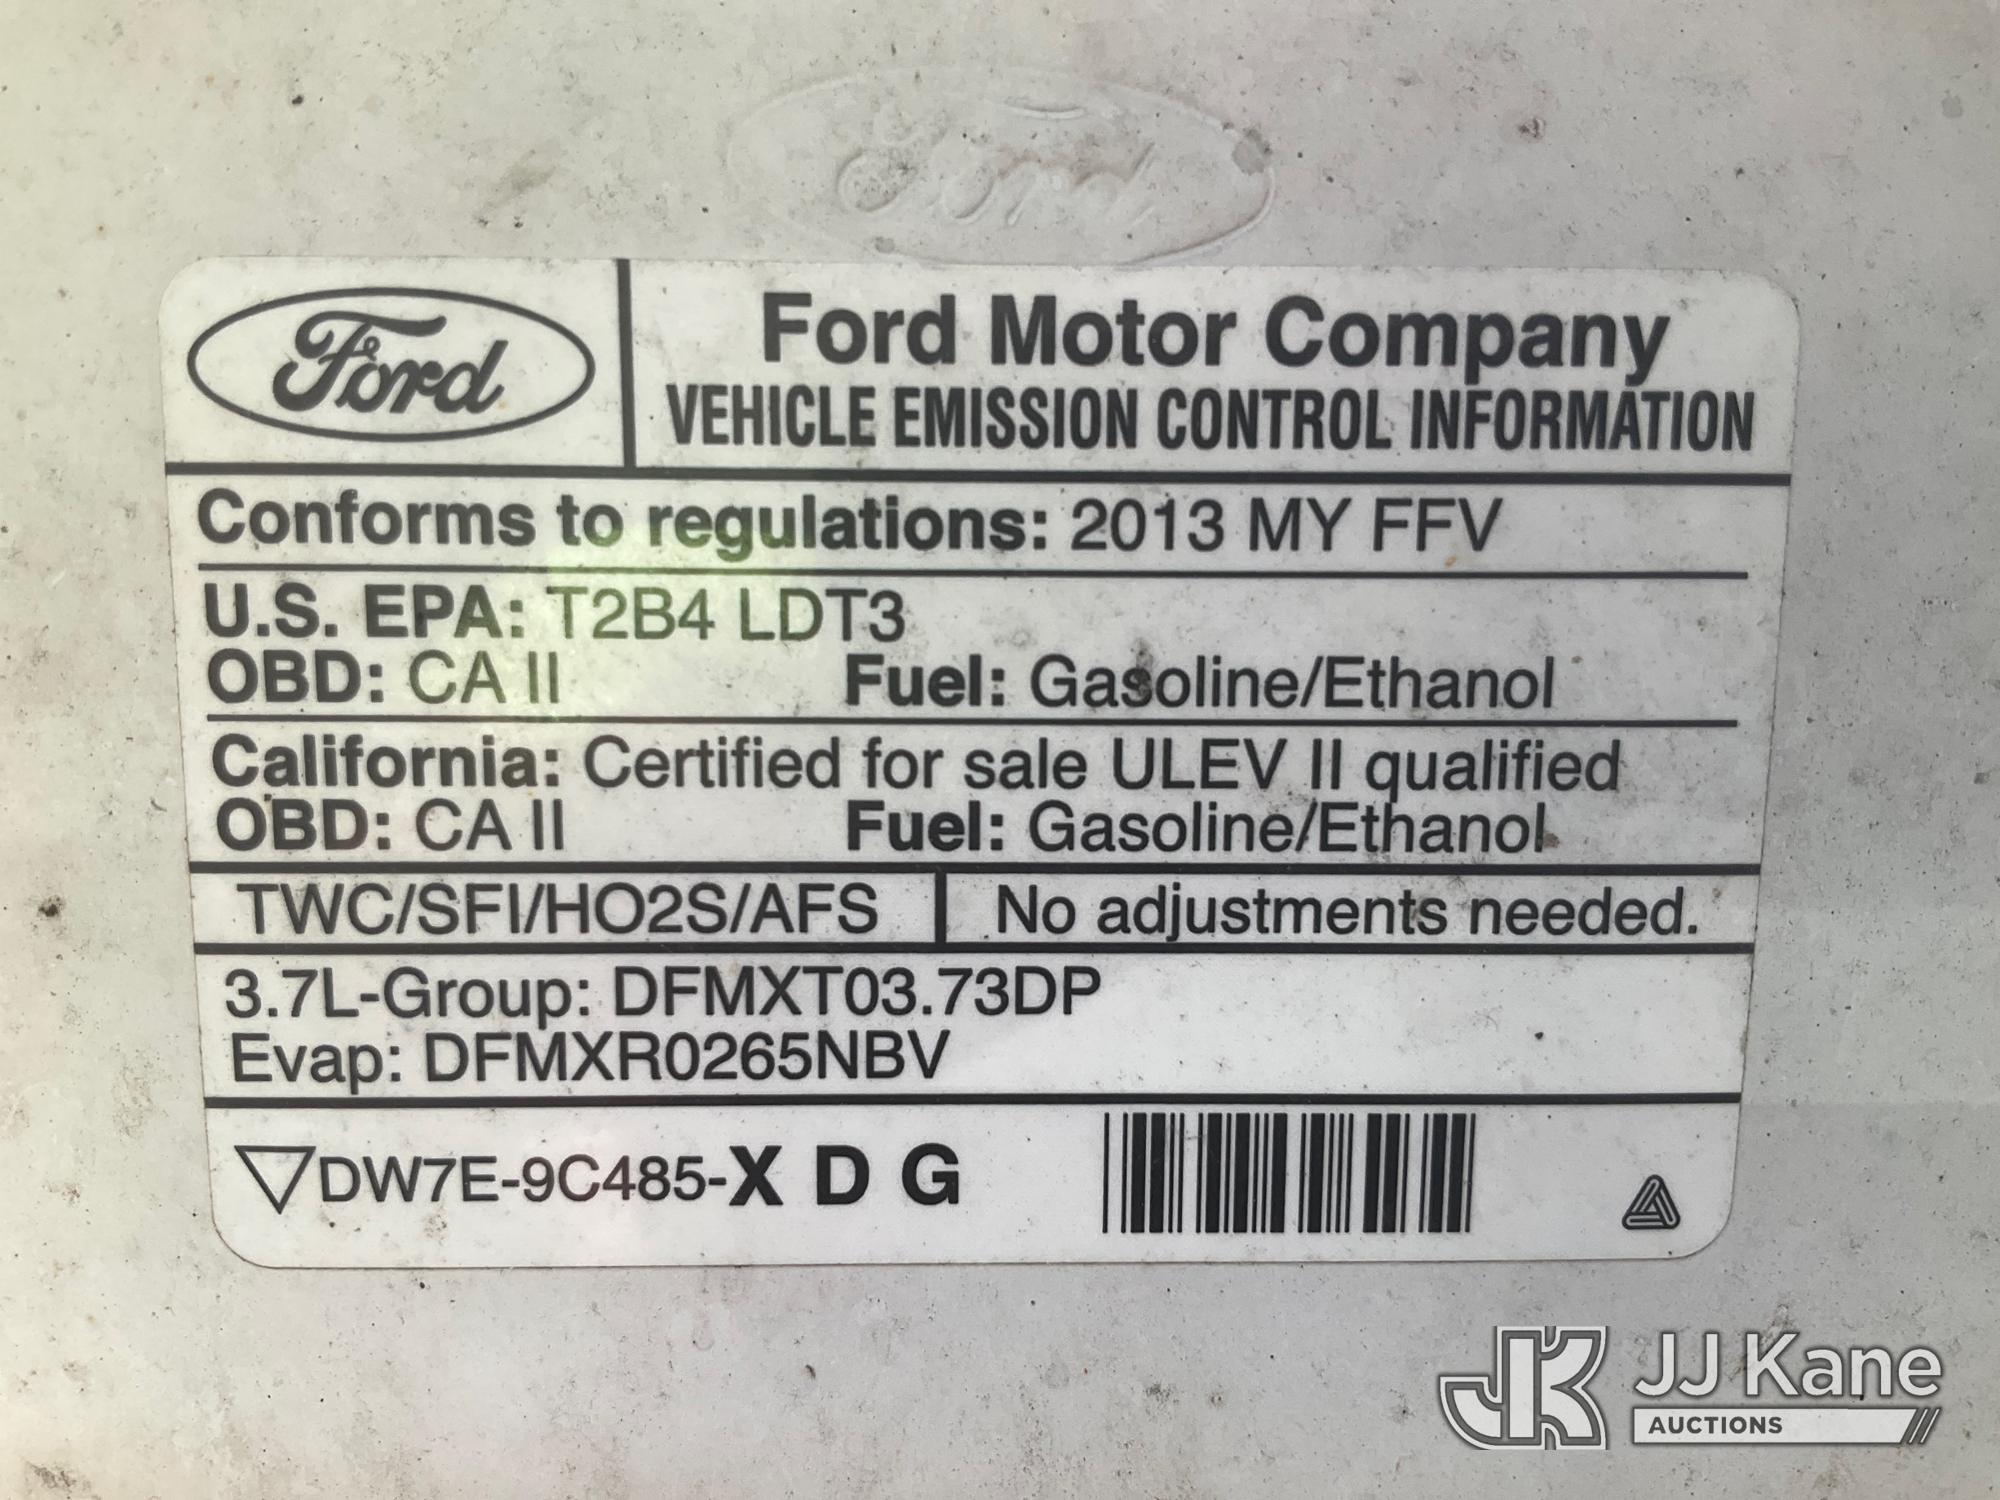 Ford
Ford
Ford Motor Company
VEHICLE EMISSION CONTROL INFORMATION
Conforms to regulations: 2013 MY FFV
U.S. EPA: T2B4 LDT3
OBD: CA II Fuel: Gasoline/Ethanol
California: Certified for sale ULEV II qualified
OBD: CA II Fuel: Gasoline/Ethanol
TWC/SFI/HO2S/AFS No adjustments needed.
3.7L-Group: DFMXT03.73DP
Evap: DFMXR0265NBV
DW7E-9C485-X D G
JK JJ Kane
AUCTIONS